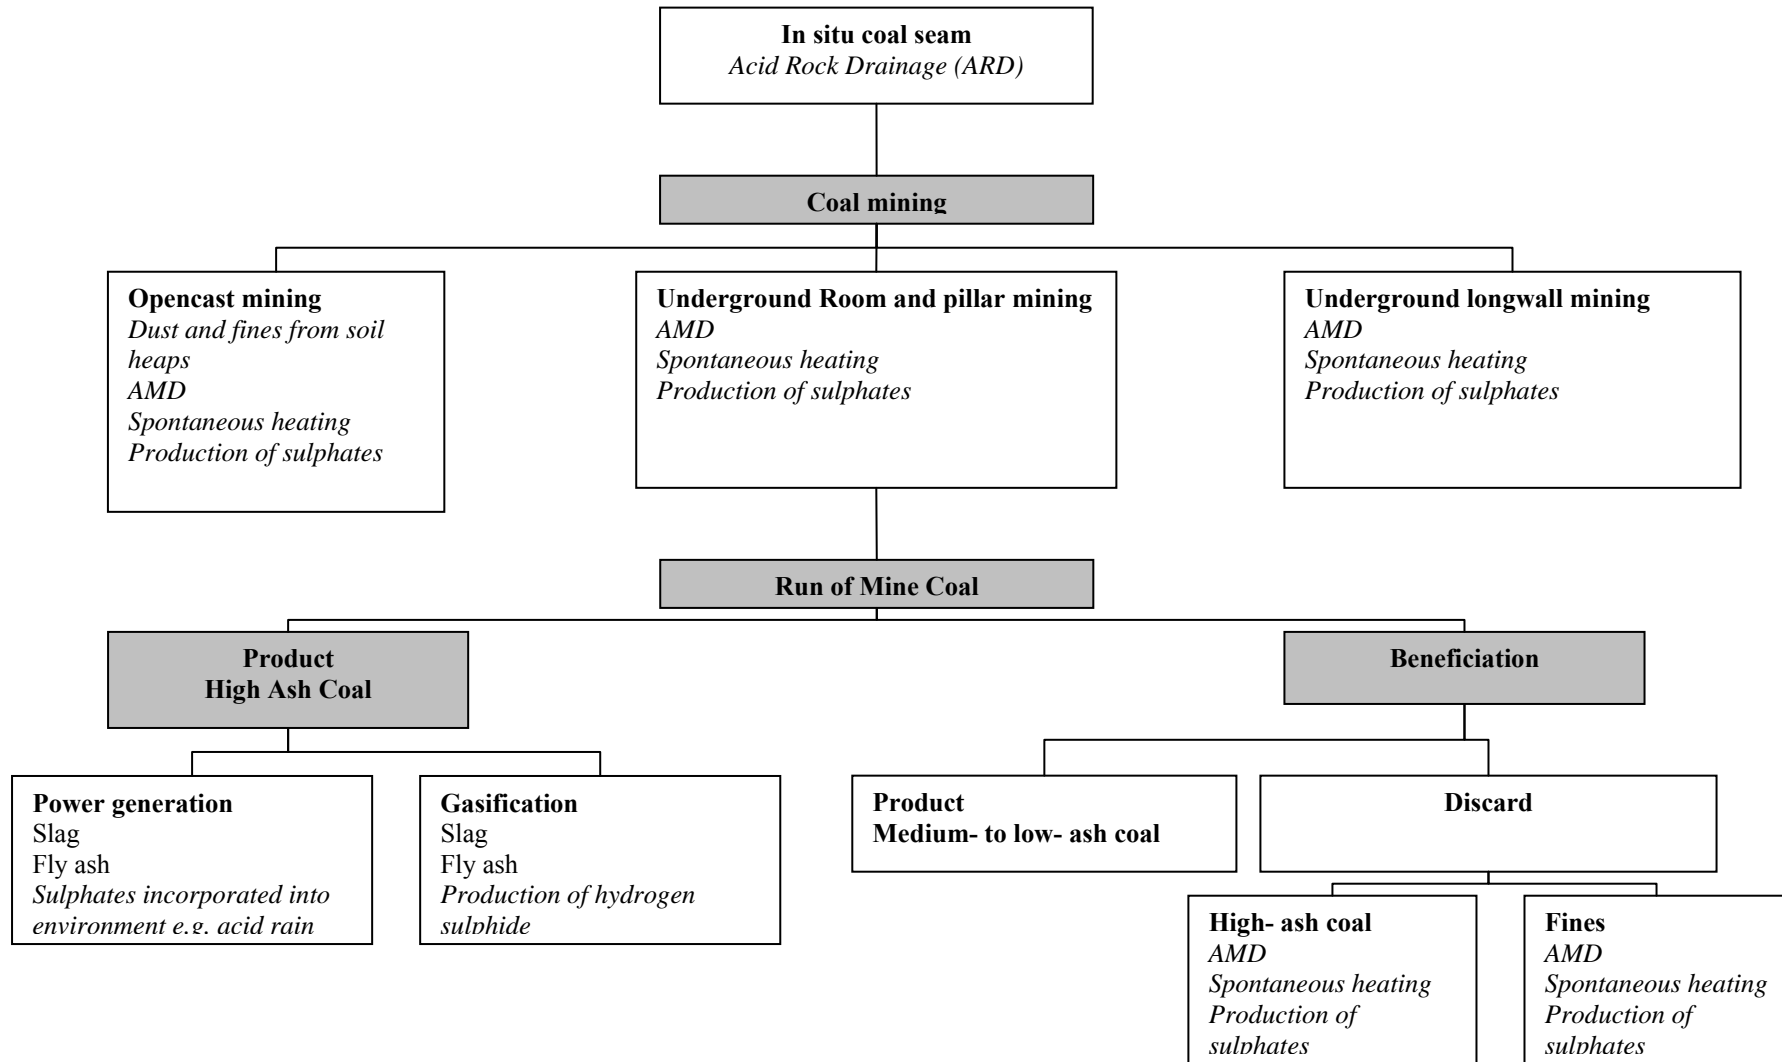 In situ coal seam
Acid Rock Drainage (ARD)
Coal mining
Opencast mining
Dust and fines from soil
heaps
AMD
Spontaneous heating
Production of sulphates
Underground Room and pillar mining
AMD
Spontaneous heating
Production of sulphates
Underground longwall mining
AMD
Spontaneous heating
Production of sulphates
Run of Mine Coal
Product
High Ash Coal
Beneficiation
Power generation
Slag
Fly ash
Sulphates incorporated into
environment e.g. acid rain
Gasification
Slag
Fly ash
Production of hydrogen
sulphide
Product
Medium- to low- ash coal
Discard
High- ash coal
AMD
Spontaneous heating
Production of
sulphates
Fines
AMD
Spontaneous heating
Production of
sulphates